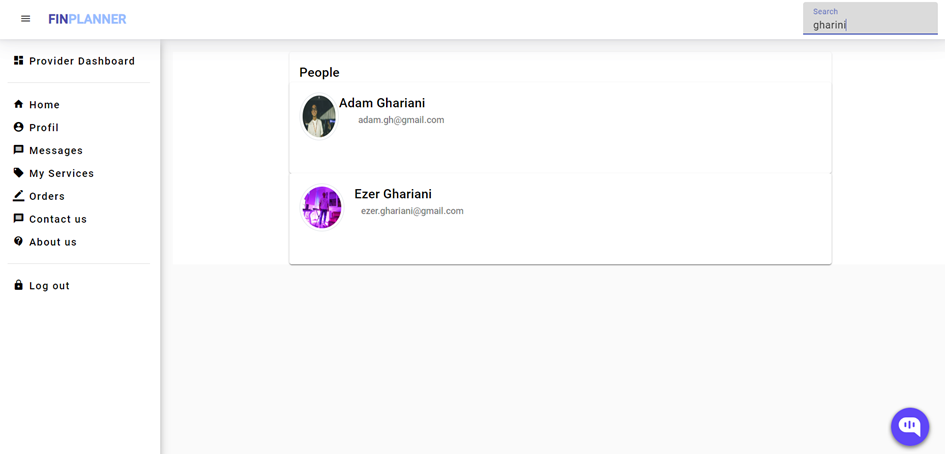 FINPLANNER
Search
gharini
Provider Dashboard
Home
Profil
Messages
My Services
Orders
Contact us
About us
Log out
People
Adam Ghariani
adam.gh@gmail.com
Ezer Ghariani
ezer.ghariani@gmail.com